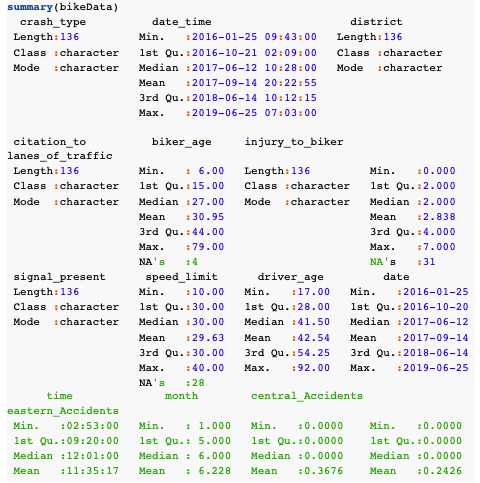 summary(bikeData)
crash_type date_time district
Length:136 Min. :2016-01-25 09:43:00 Length:136
Class :character 1st Qu.:2016-10-21 02:09:00 Class :character
Mode :character Median :2017-06-12 10:28:00 Mode :character
Mean :2017-09-14 20:22:55
3rd Qu.:2018-06-14 10:12:15
Max. :2019-06-25 07:03:00
citation_to biker_age injury_to_biker
lanes_of_traffic
Length:136 Min. : 6.00 Length:136 Min. :0.000
Class :character 1st Qu.:15.00 Class :character 1st Qu.:2.000
Mode :character Median :27.00 Mode :character Median :2.000
Mean :30.95 Mean :2.838
3rd Qu.:44.00 3rd Qu.:4.000
Max. :79.00 Max. :7.000
NA's :4 NA's :31
signal_present speed_limit driver_age date
Length:136 Min. :10.00 Min. :17.00 Min. :2016-01-25
Class :character 1st Qu.:30.00 1st Qu.:28.00 1st Qu.:2016-10-20
Mode :character Median :30.00 Median :41.50 Median :2017-06-12
Mean :29.63 Mean :42.54 Mean :2017-09-14
3rd Qu.:30.00 3rd Qu.:54.25 3rd Qu.:2018-06-14
Max. :40.00 Max. :92.00 Max. :2019-06-25
NA's :28
time month central_Accidents
eastern_Accidents
Min. :02:53:00 Min. : 1.000 Min. :0.0000 Min. :0.0000
1st Qu.:09:20:00 1st Qu.: 5.000 1st Qu.:0.0000 1st Qu.:0.0000
Median :12:01:00 Median : 6.000 Median :0.0000 Median :0.0000
Mean :11:35:17 Mean : 6.228 Mean :0.3676 Mean :0.2426